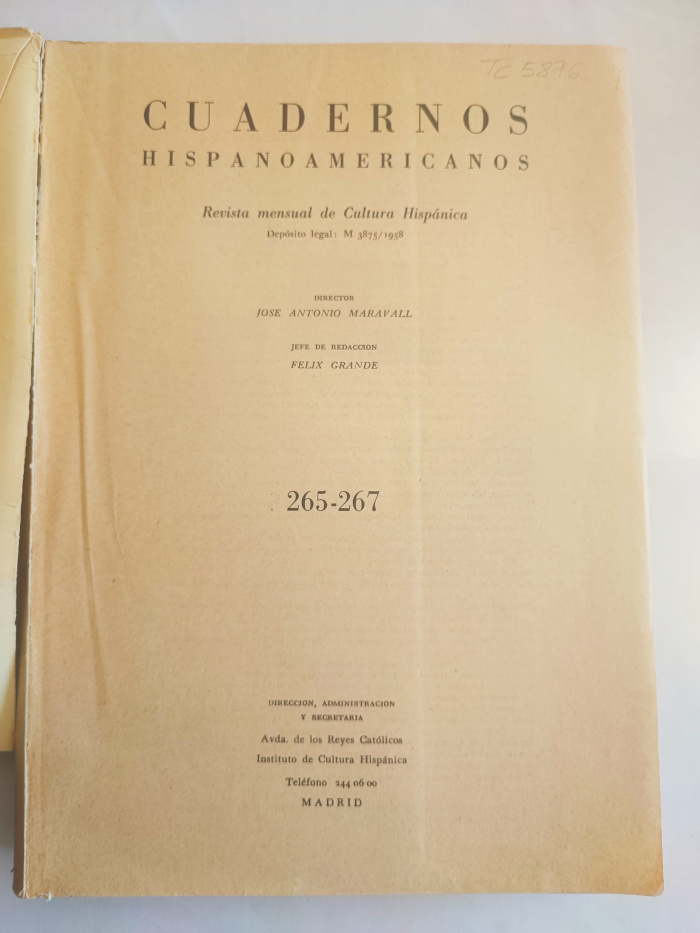 TC 5876
CUADERNOS
HISPANOAMERICANOS
Revista mensual de Cultura Hispánica
Depósito legal: M 3875/1958
DIRECTOR
JOSE ANTONIO MARAVALL
JEFE DE REDACCION
FELIX GRANDE
265-267
DIRECCION, ADMINISTRACION
Y SECRETARIA
Avda. de los Reyes Católicos
Instituto de Cultura Hispánica
Teléfono 244 06 00
MADRID